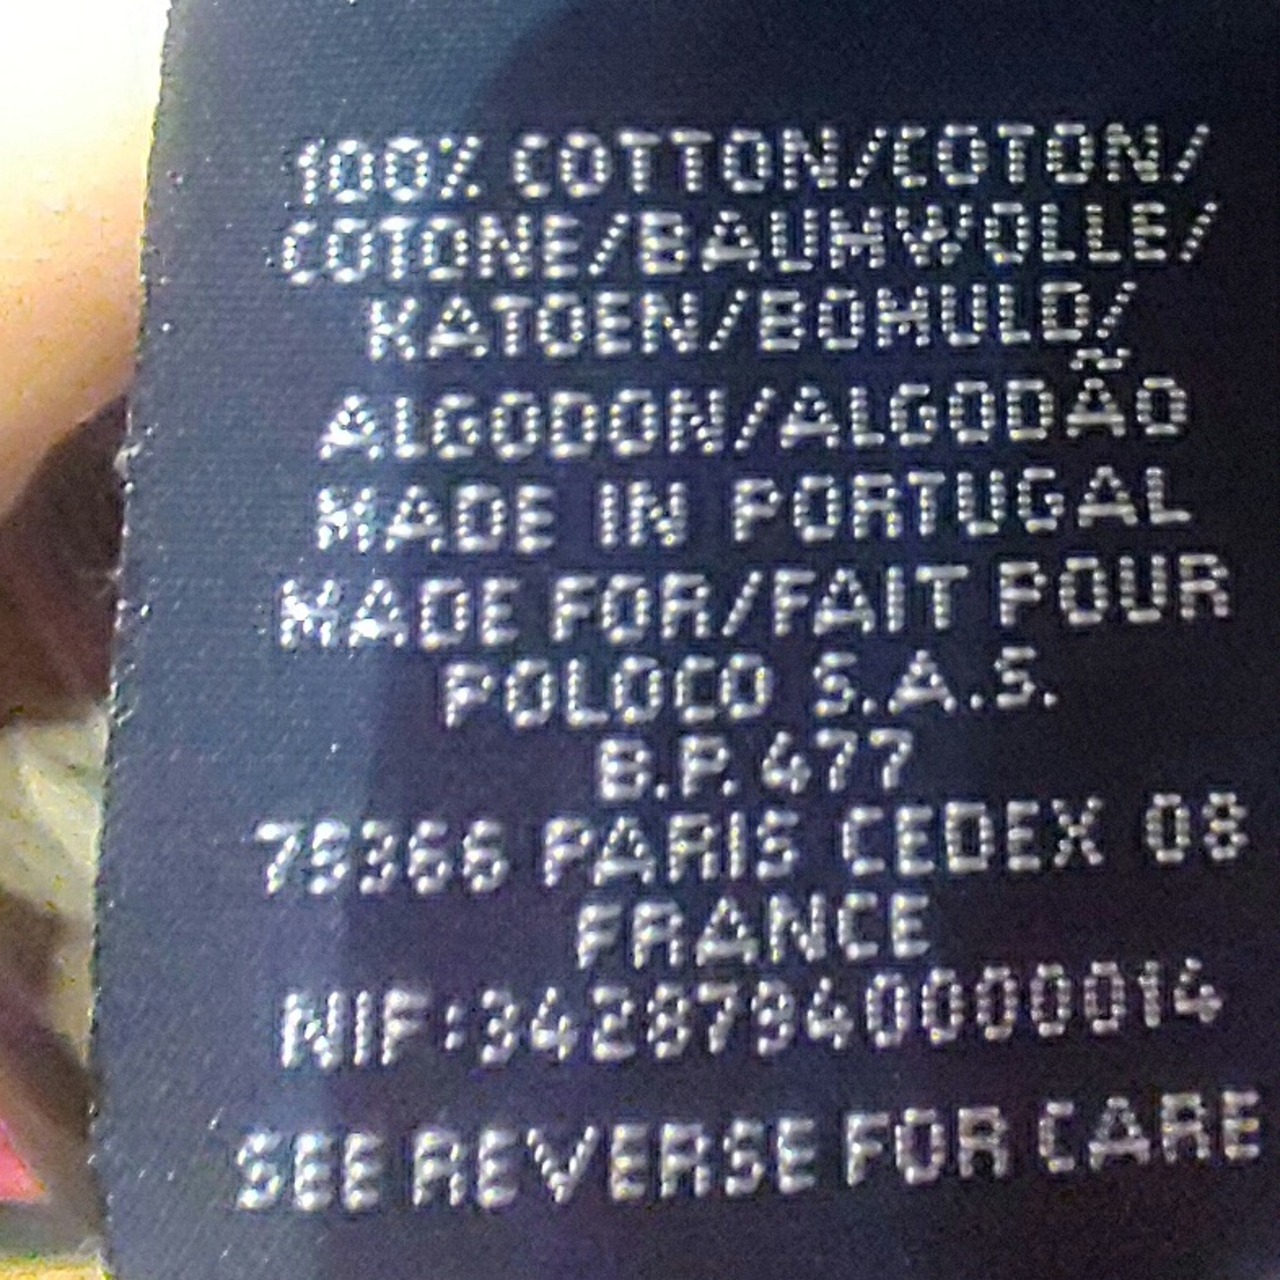 100% COTTON/COTON/
COTONE/BAUMWOLLE/
KATOEN/BOMULD/
ALGODON/ALGODÃO
MADE IN PORTUGAL
MADE FOR/FAIT POUR
POLOCO S.A.S.
B.P. 477
75366 PARIS CEDEX 08
FRANCE
NIF:34287940000014
SEE REVERSE FOR CARE